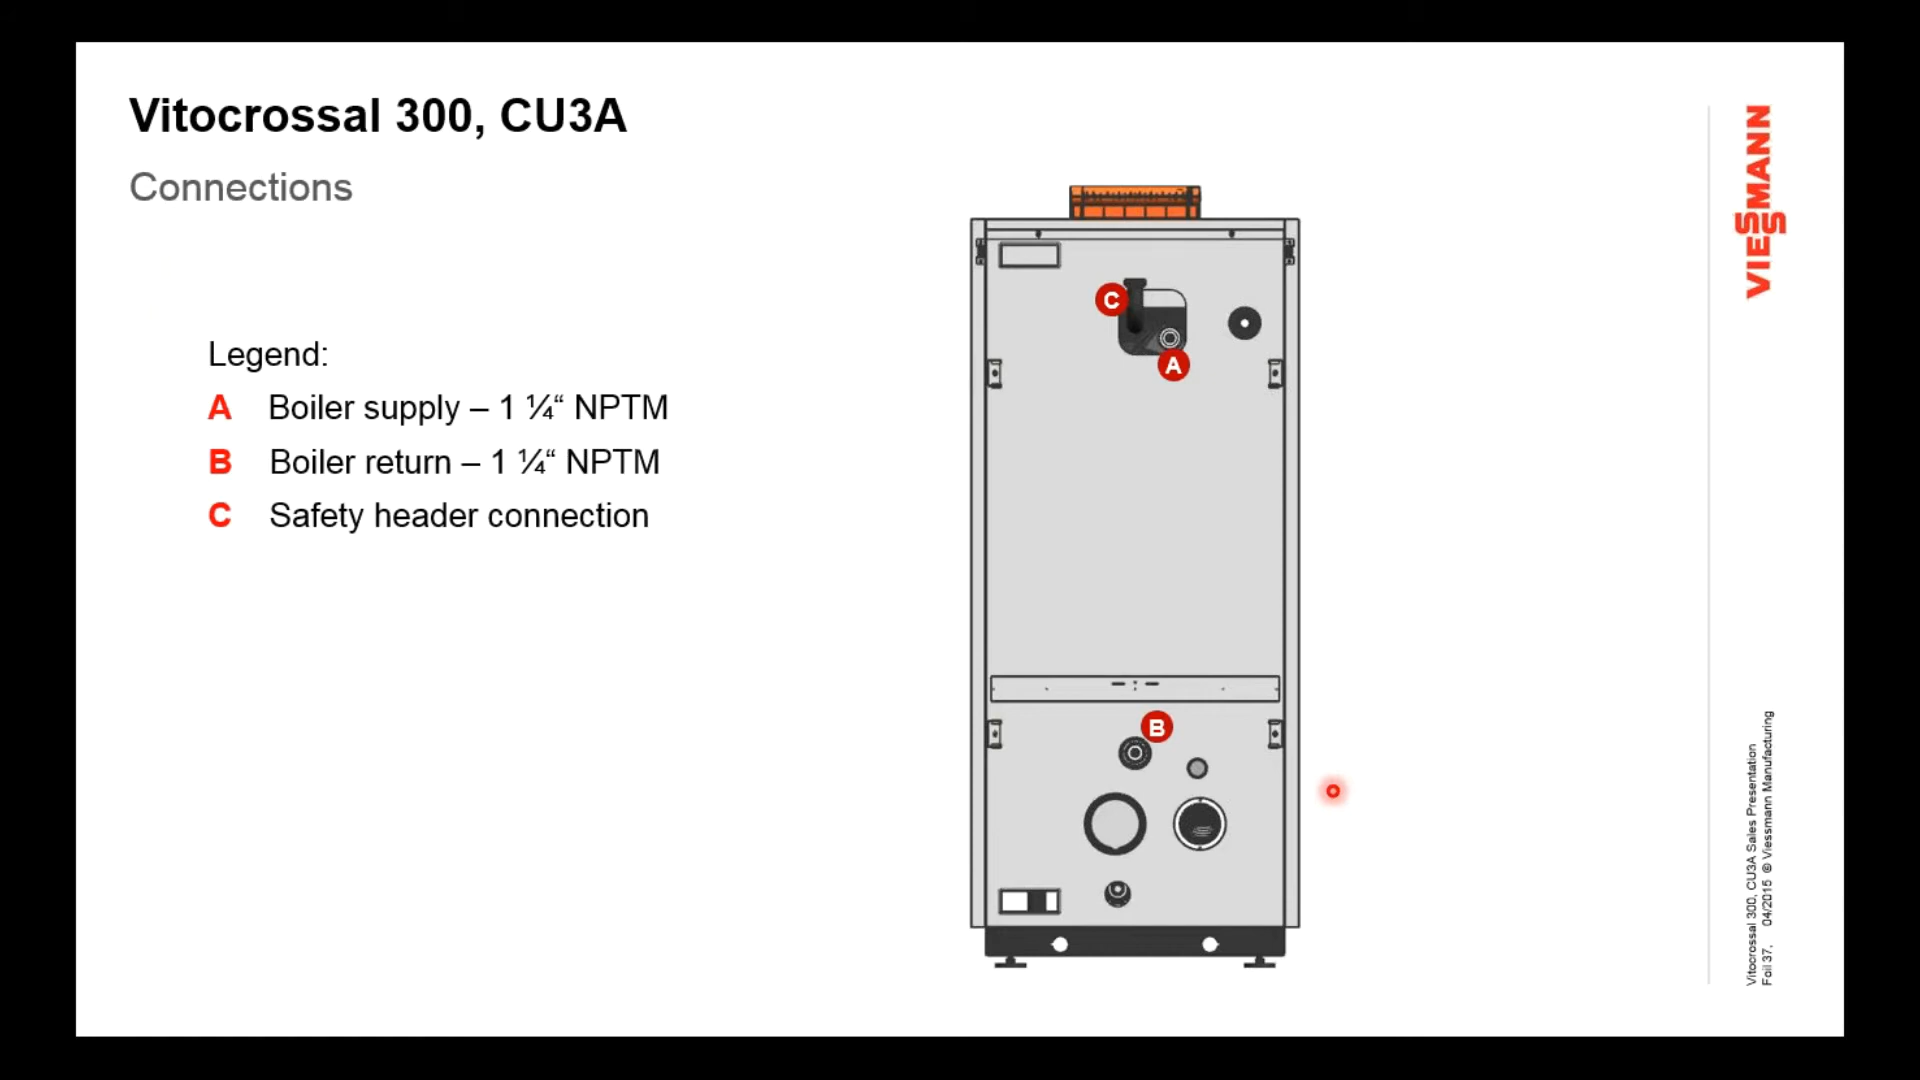 Vitocrossal 300, CU3A
Connections
Legend:
A Boiler supply – 1 ¼“ NPTM
B Boiler return – 1 ¼“ NPTM
C Safety header connection
C
A
B
VIESSMANN
Vitocrossal 300, CU3A Sales Presentation
Foil 37. 04/2015 © Viessmann Manufacturing